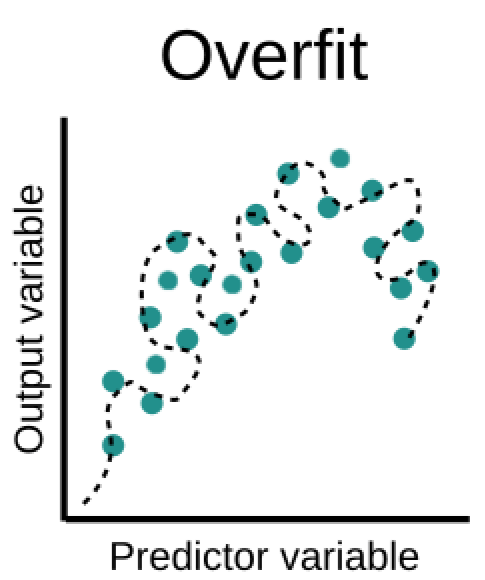 Overfit
Output variable
Predictor variable